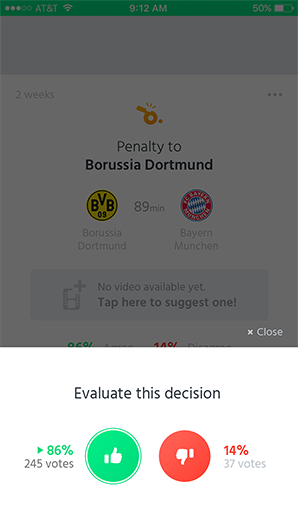 AT&T 9:12 AM 50%
2 weeks
Penalty to
Borussia Dortmund
BVB
09
89min
FC BAYERN
MÜNCHEN
Borussia
Dortmund
Bayern
Munchen
No video available yet.
Tap here to suggest one!
86% Agree 14% Disagree
× Close
Evaluate this decision
86%
245 votes
14%
37 votes